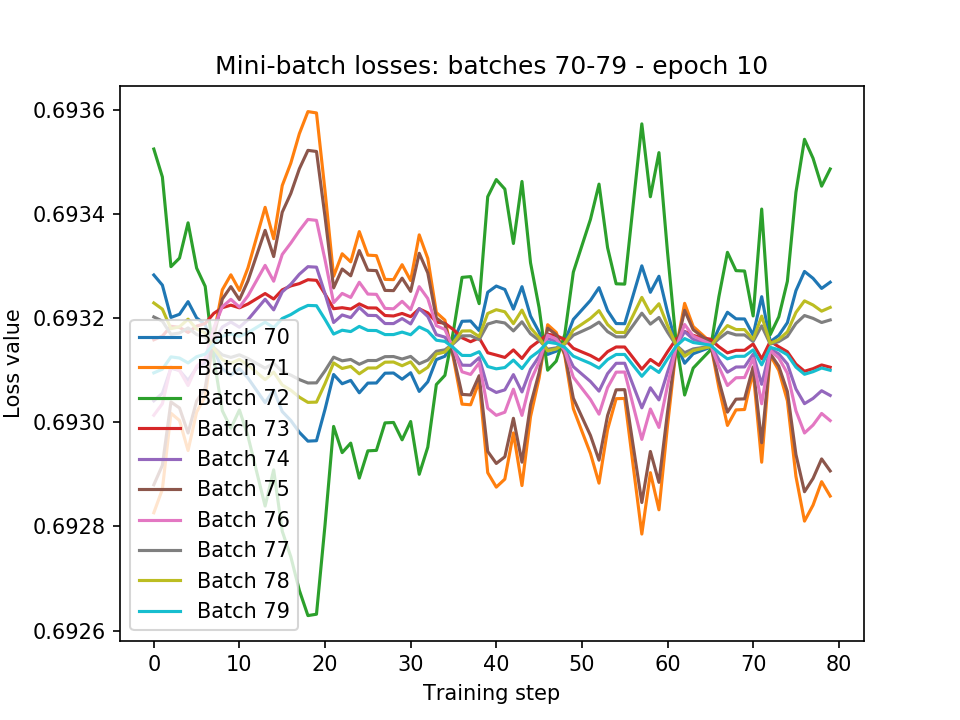 Mini-batch losses: batches 70-79 - epoch 10
Loss value
0.6936
0.6934
0.6932
0.6930
0.6928
0.6926
Batch 70
Batch 71
Batch 72
Batch 73
Batch 74
Batch 75
Batch 76
Batch 77
Batch 78
Batch 79
0 10 20 30 40 50 60 70 80
Training step